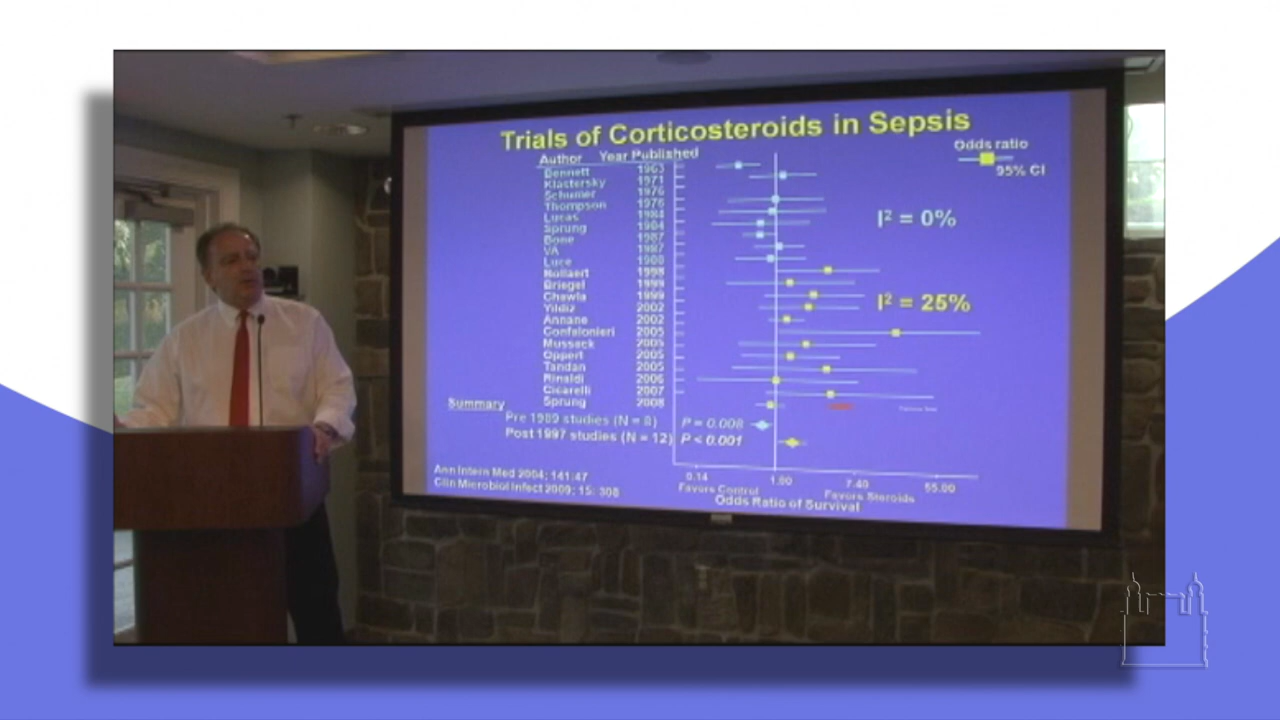 Trials of Corticosteroids in Sepsis
Author Year Published
Odds ratio
95% CI
Bennett 1963
Klastersky 1971
Schumer 1976
Thompson 1976
Lucas 1984
Sprung 1984
Bone 1987
VA 1987
Luce 1988
Bollaert 1998
Briegel 1999
Chawla 1999
Yildiz 2002
Annane 2002
Confalonieri 2005
Mussack 2005
Oppert 2005
Tandan 2005
Rinaldi 2006
Cicarelli 2007
Sprung 2008
I² = 0%
I² = 25%
Summary
Pre 1989 studies (N = 8) P = 0.008
Post 1997 studies (N = 12) P < 0.001
Ann Intern Med 2004; 141:47
Clin Microbiol Infect 2009; 15: 308
0.14 1.00 7.40 55.00
Favors Control Favors Steroids
Odds Ratio of Survival